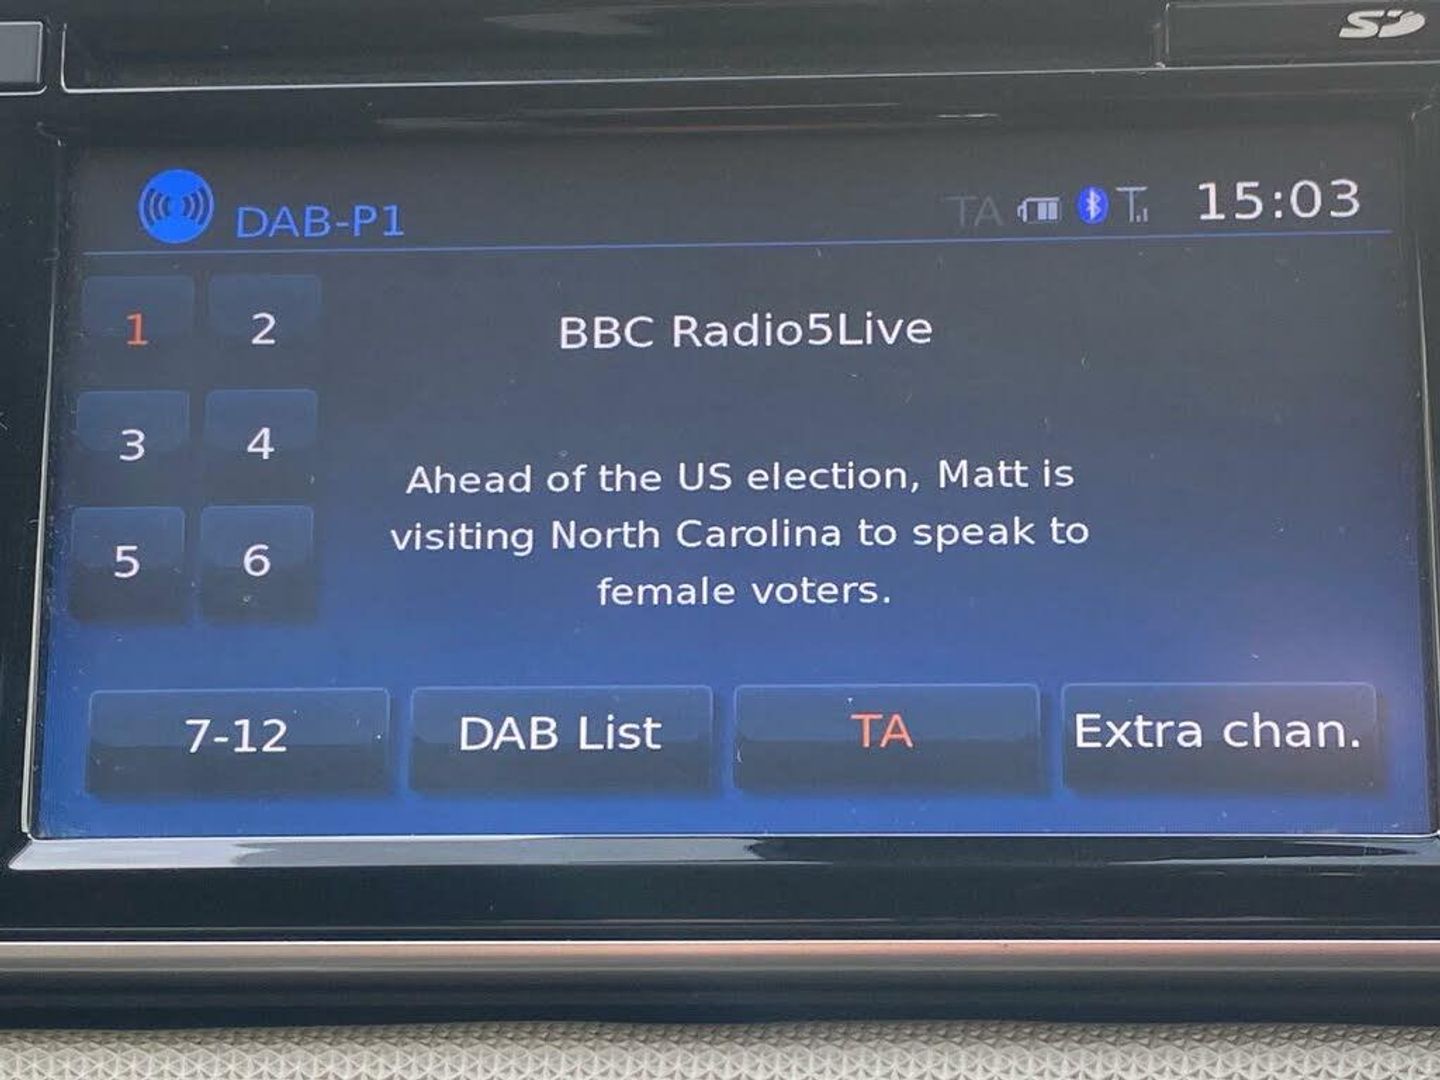 SD
DAB-P1
TA
15:03
1
2
BBC Radio5Live
3
4
Ahead of the US election, Matt is
visiting North Carolina to speak to
female voters.
5
6
7-12
DAB List
TA
Extra chan.